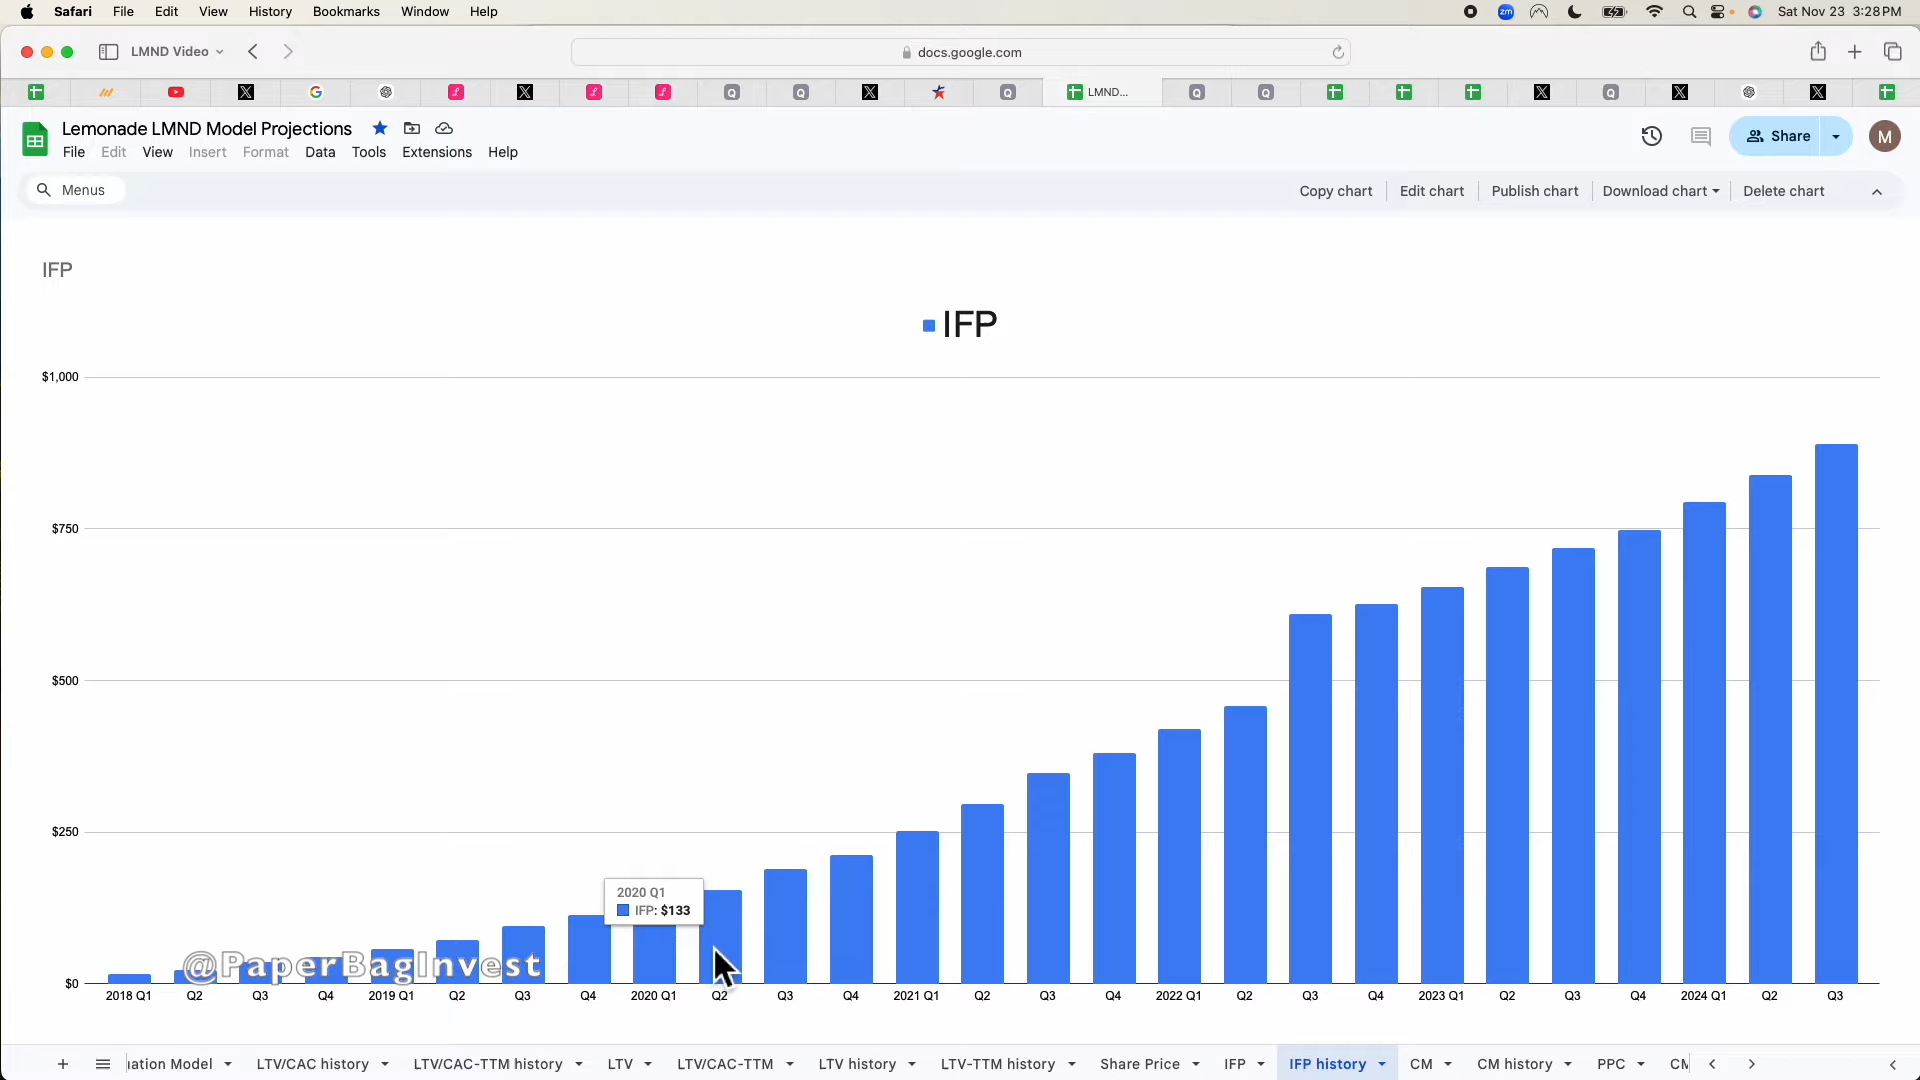 Safari File Edit View History Bookmarks Window Help zm Sat Nov 23 3:28 PM
LMND Video docs.google.com
LMND...
Lemonade LMND Model Projections
File Edit View Insert Format Data Tools Extensions Help
Share
M
Menus
Copy chart Edit chart Publish chart Download chart Delete chart
IFP
IFP
$1,000
$750
$500
$250
$0
2020 Q1
IFP: $133
@PaperBagInvest
2018 Q1 Q2 Q3 Q4 2019 Q1 Q2 Q3 Q4 2020 Q1 Q2 Q3 Q4 2021 Q1 Q2 Q3 Q4 2022 Q1 Q2 Q3 Q4 2023 Q1 Q2 Q3 Q4 2024 Q1 Q2 Q3
uation Model LTV/CAC history LTV/CAC-TTM history LTV LTV/CAC-TTM LTV history LTV-TTM history Share Price IFP IFP history CM CM history PPC CM